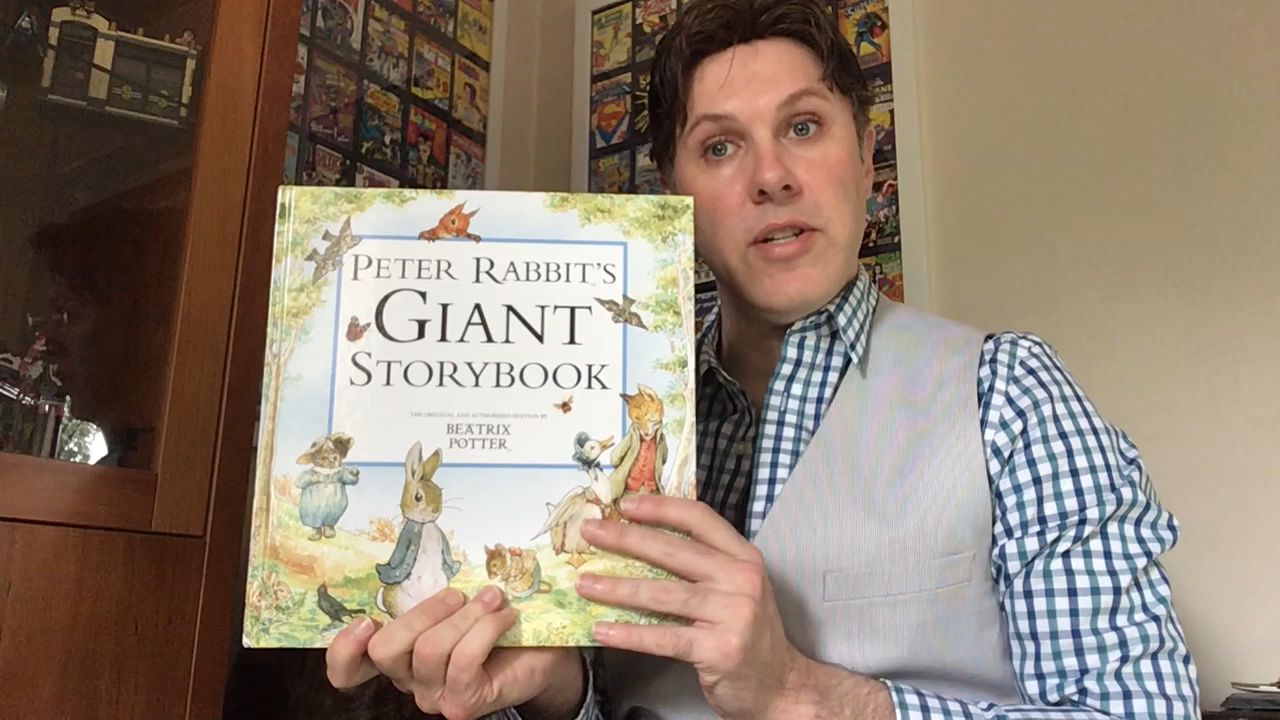 PETER RABBIT'S
GIANT
STORYBOOK
THE ORIGINAL AND AUTHORIZED EDITION BY
BEATRIX
POTTER